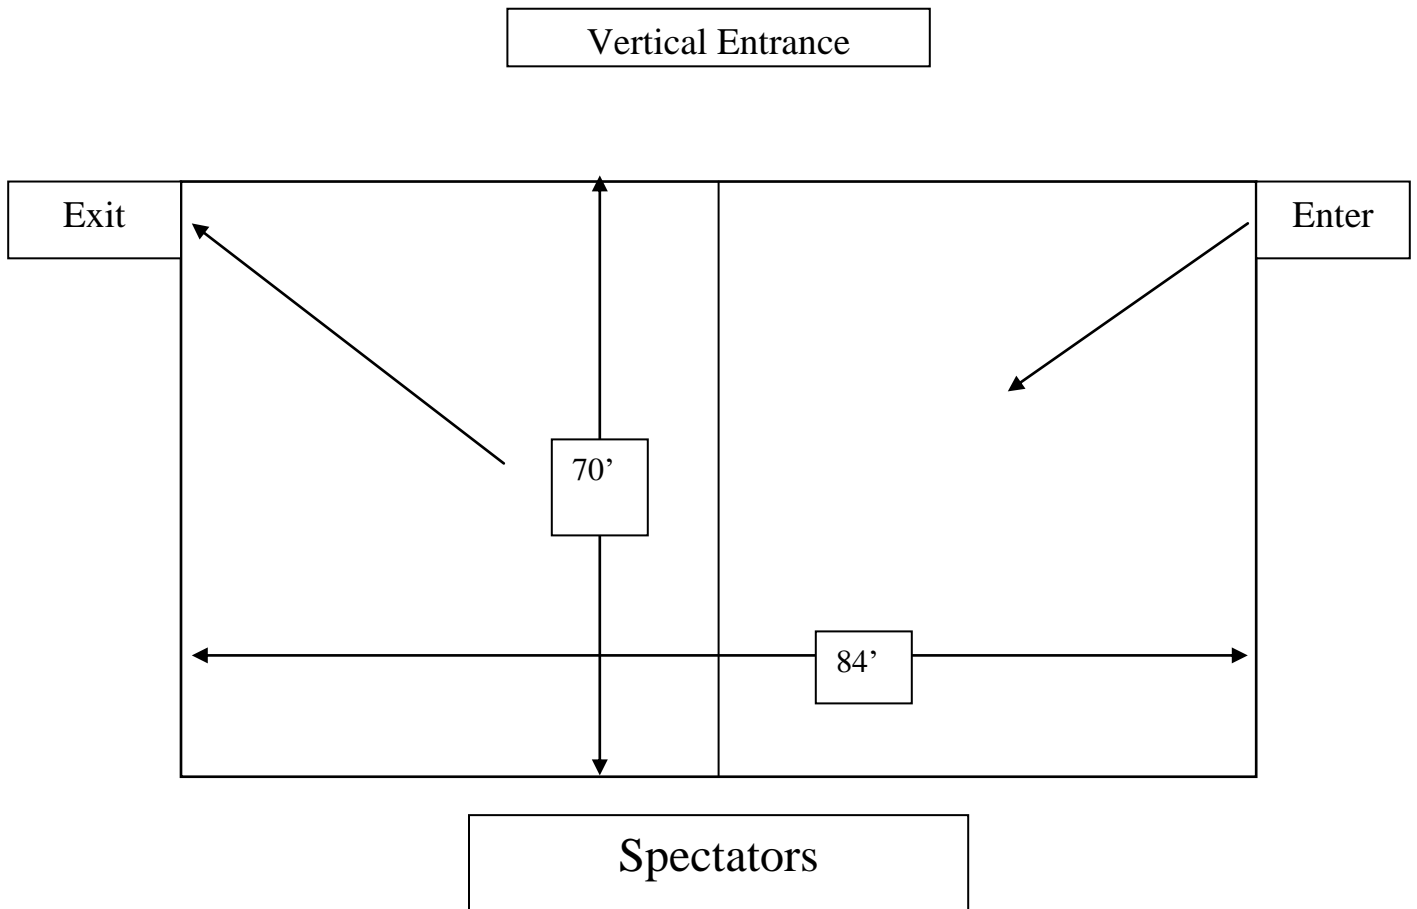 Vertical Entrance
Exit
Enter
70’
84’
Spectators